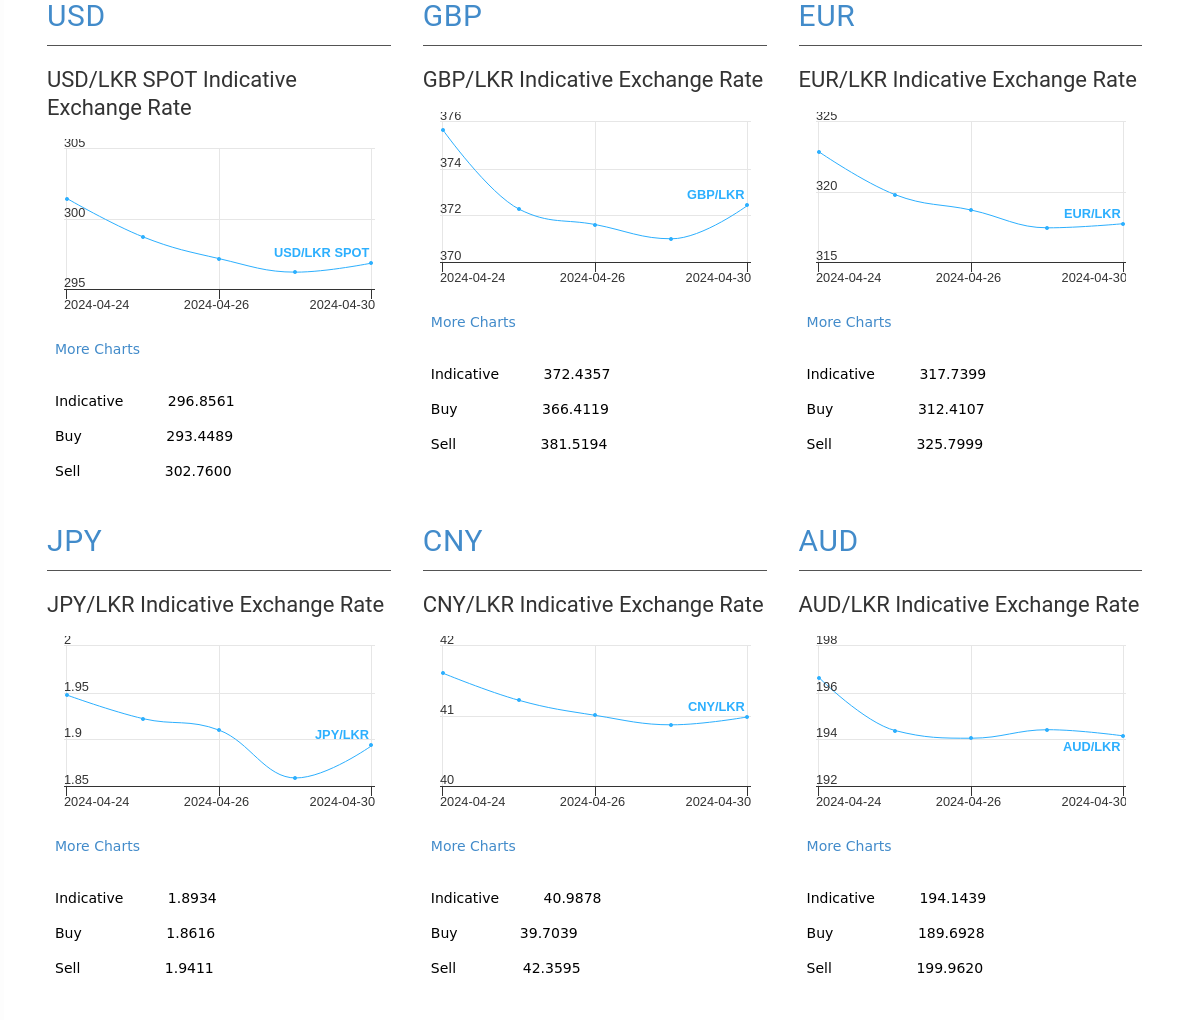 USD
USD/LKR SPOT Indicative
Exchange Rate
305
300
295
USD/LKR SPOT
2024-04-24 2024-04-26 2024-04-30
More Charts
Indicative 296.8561
Buy 293.4489
Sell 302.7600
GBP
GBP/LKR Indicative Exchange Rate
376
374
GBP/LKR
372
370
2024-04-24 2024-04-26 2024-04-30
More Charts
Indicative 372.4357
Buy 366.4119
Sell 381.5194
EUR
EUR/LKR Indicative Exchange Rate
325
320
EUR/LKR
315
2024-04-24 2024-04-26 2024-04-30
More Charts
Indicative 317.7399
Buy 312.4107
Sell 325.7999
JPY
JPY/LKR Indicative Exchange Rate
2
1.95
JPY/LKR
1.9
1.85
2024-04-24 2024-04-26 2024-04-30
More Charts
Indicative 1.8934
Buy 1.8616
Sell 1.9411
CNY
CNY/LKR Indicative Exchange Rate
42
CNY/LKR
41
40
2024-04-24 2024-04-26 2024-04-30
More Charts
Indicative 40.9878
Buy 39.7039
Sell 42.3595
AUD
AUD/LKR Indicative Exchange Rate
198
196
194
AUD/LKR
192
2024-04-24 2024-04-26 2024-04-30
More Charts
Indicative 194.1439
Buy 189.6928
Sell 199.9620